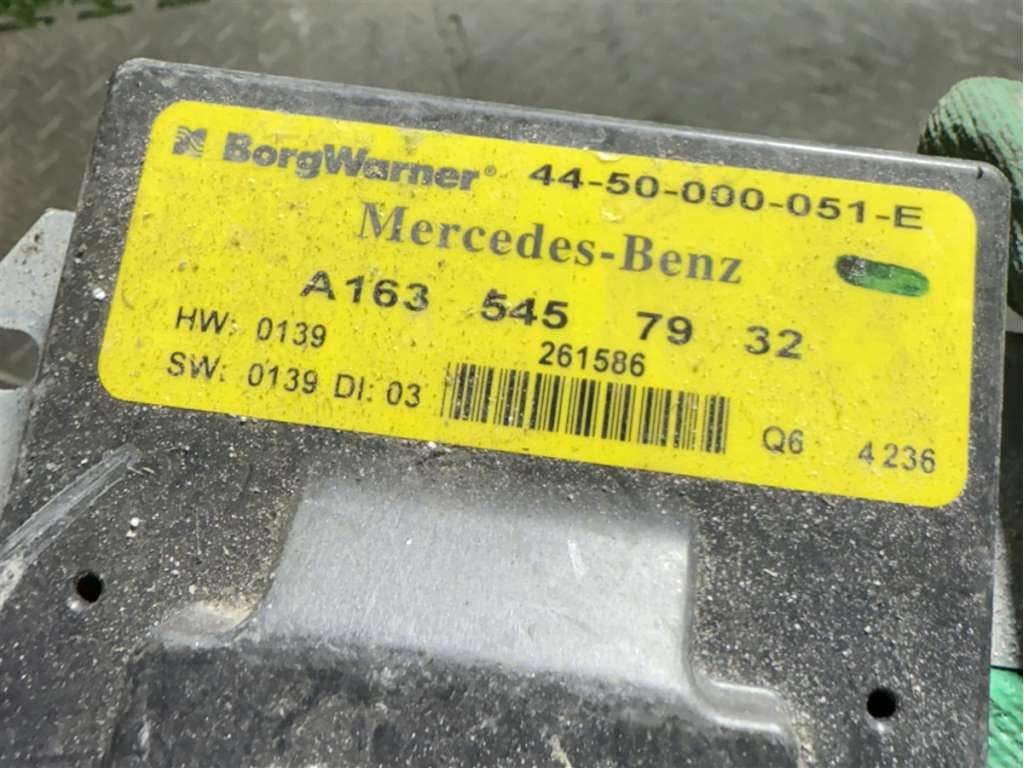 BorgWarner® 44-50-000-051-E
Mercedes-Benz
A163 545 79 32
HW: 0139 261586
SW: 0139 DI: 03
Q6 4236